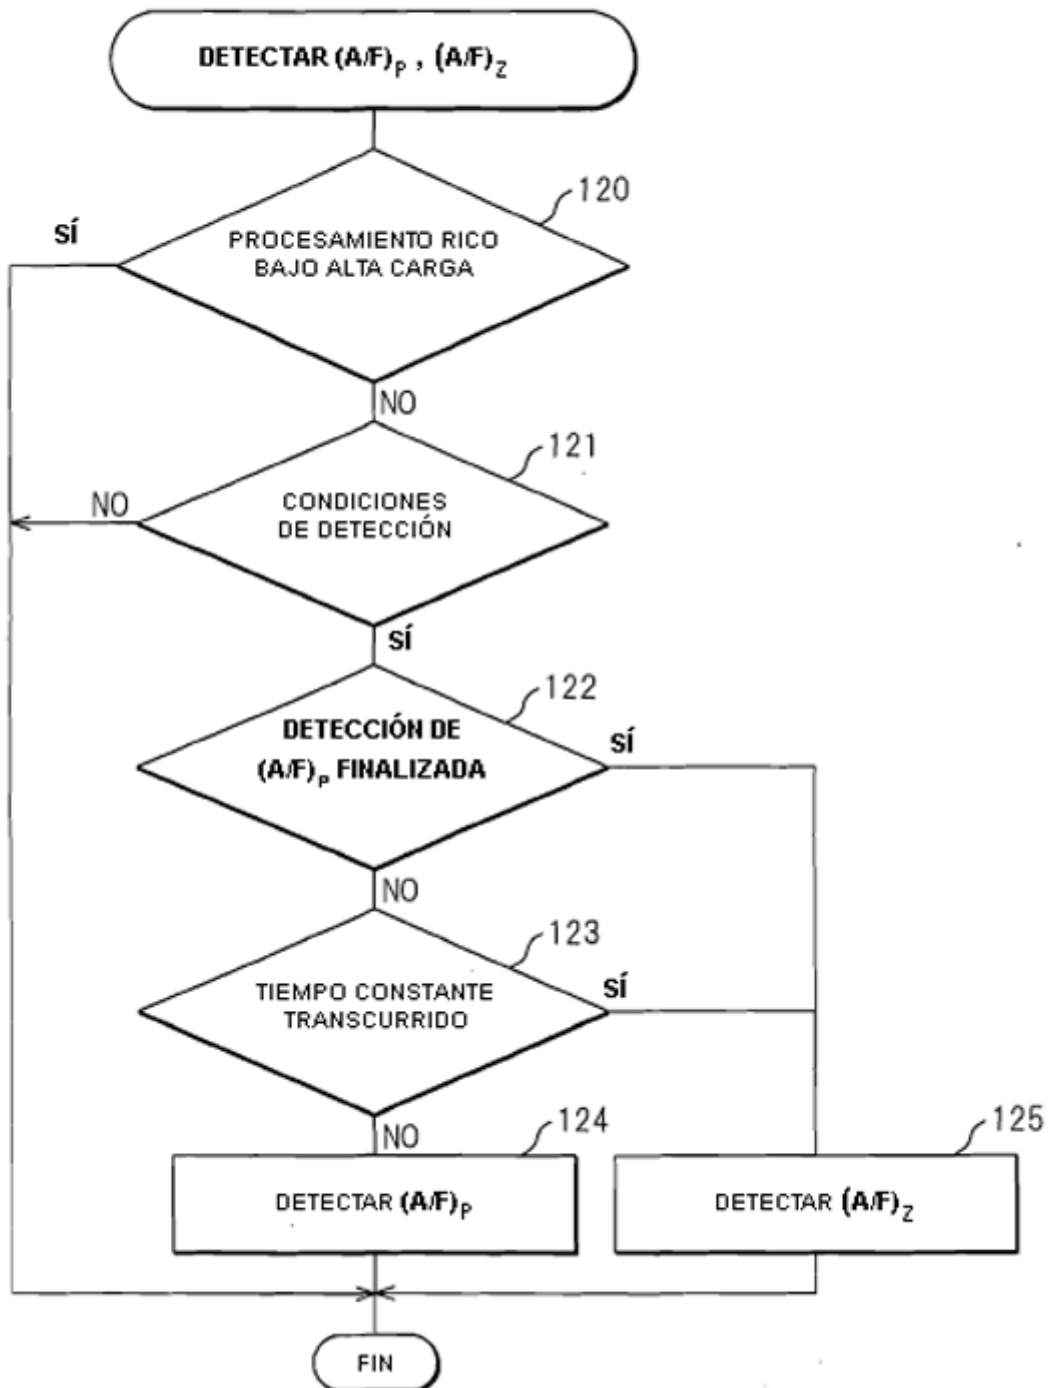 DETECTAR (A/F)P , (A/F)Z
120
SÍ
PROCESAMIENTO RICO
BAJO ALTA CARGA
NO
121
NO
CONDICIONES
DE DETECCIÓN
SÍ
122
DETECCIÓN DE
(A/F)P FINALIZADA
SÍ
NO
123
TIEMPO CONSTANTE
TRANSCURRIDO
SÍ
NO
124
125
DETECTAR (A/F)P
DETECTAR (A/F)Z
FIN